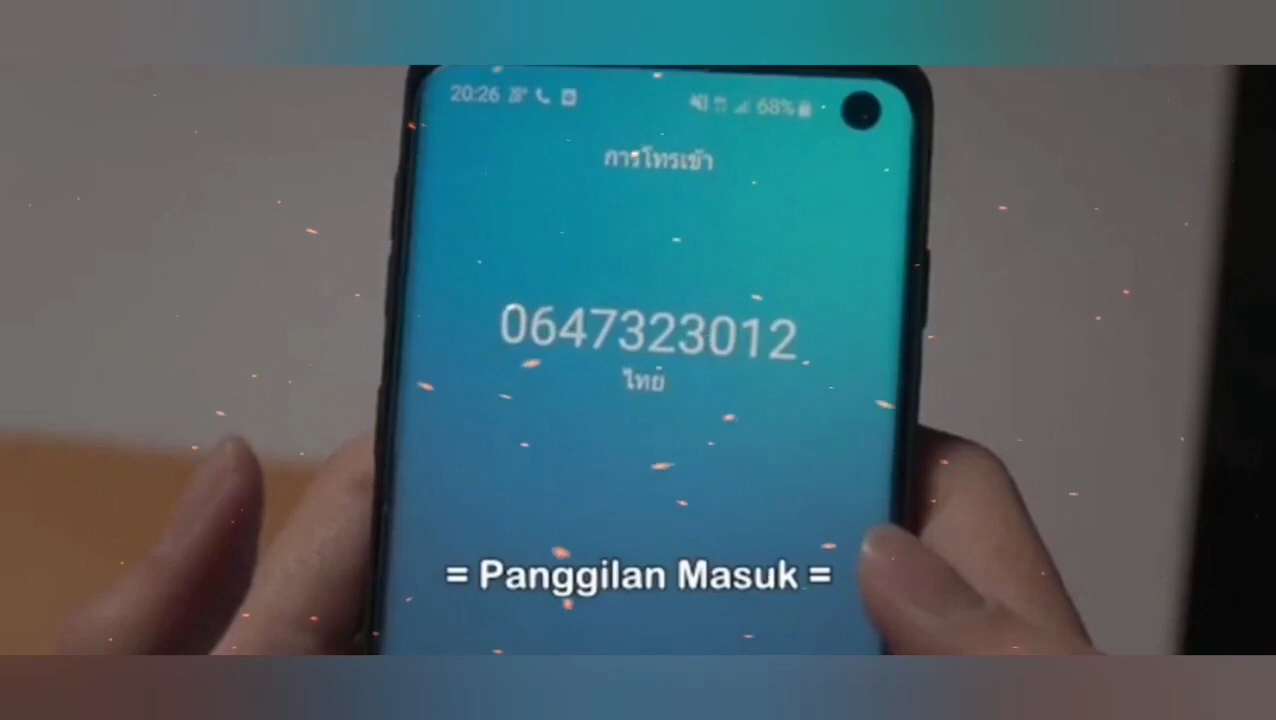 20:26
68%
การโทรเข้า
0647323012
ไทย
= Panggilan Masuk =